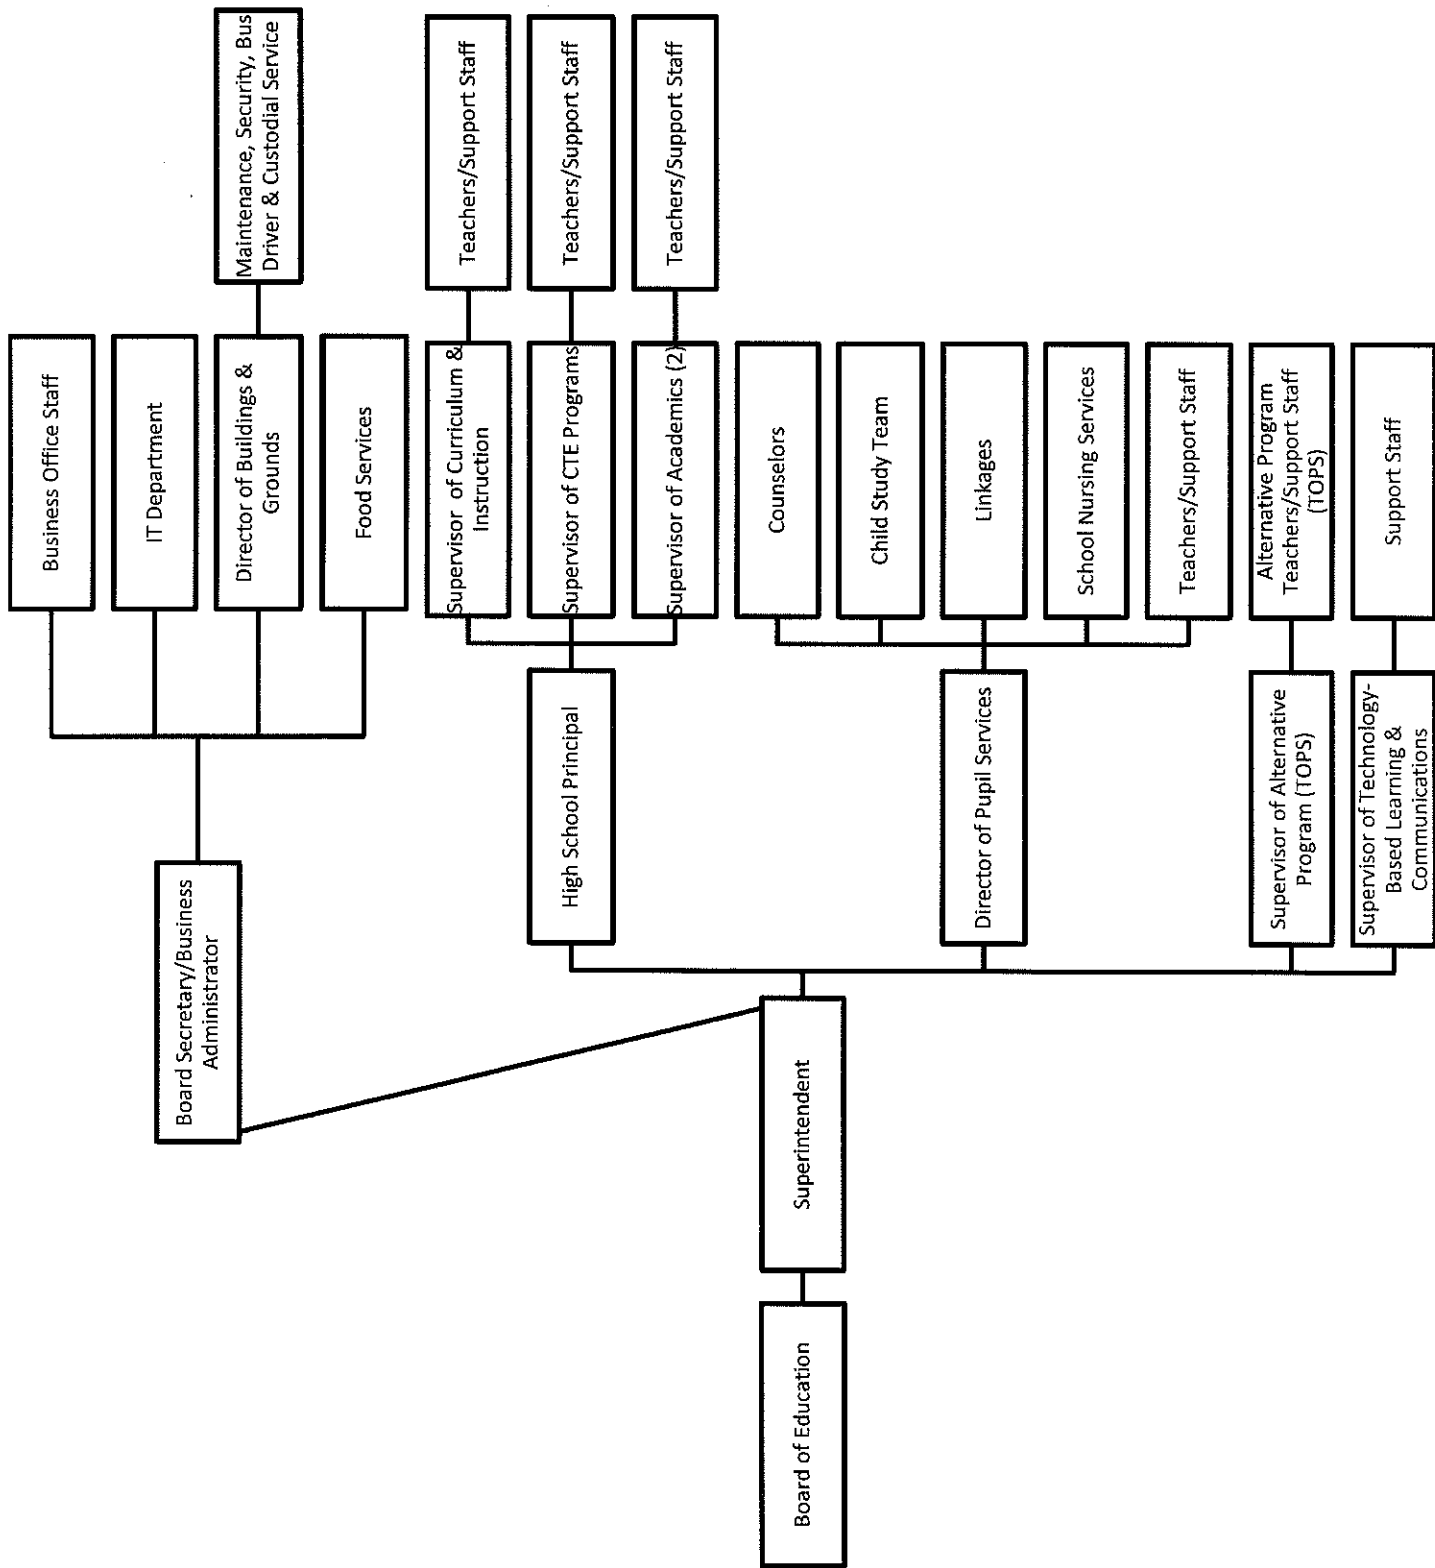 Board of Education
Superintendent
Board Secretary/Business
Administrator
Business Office Staff
IT Department
Director of Buildings &
Grounds
Maintenance, Security, Bus
Driver & Custodial Service
Food Services
High School Principal
Supervisor of Curriculum &
Instruction
Teachers/Support Staff
Supervisor of CTE Programs
Teachers/Support Staff
Supervisor of Academics (2)
Teachers/Support Staff
Director of Pupil Services
Counselors
Child Study Team
Linkages
School Nursing Services
Teachers/Support Staff
Supervisor of Alternative
Program (TOPS)
Alternative Program
Teachers/Support Staff
(TOPS)
Supervisor of Technology-
Based Learning &
Communications
Support Staff